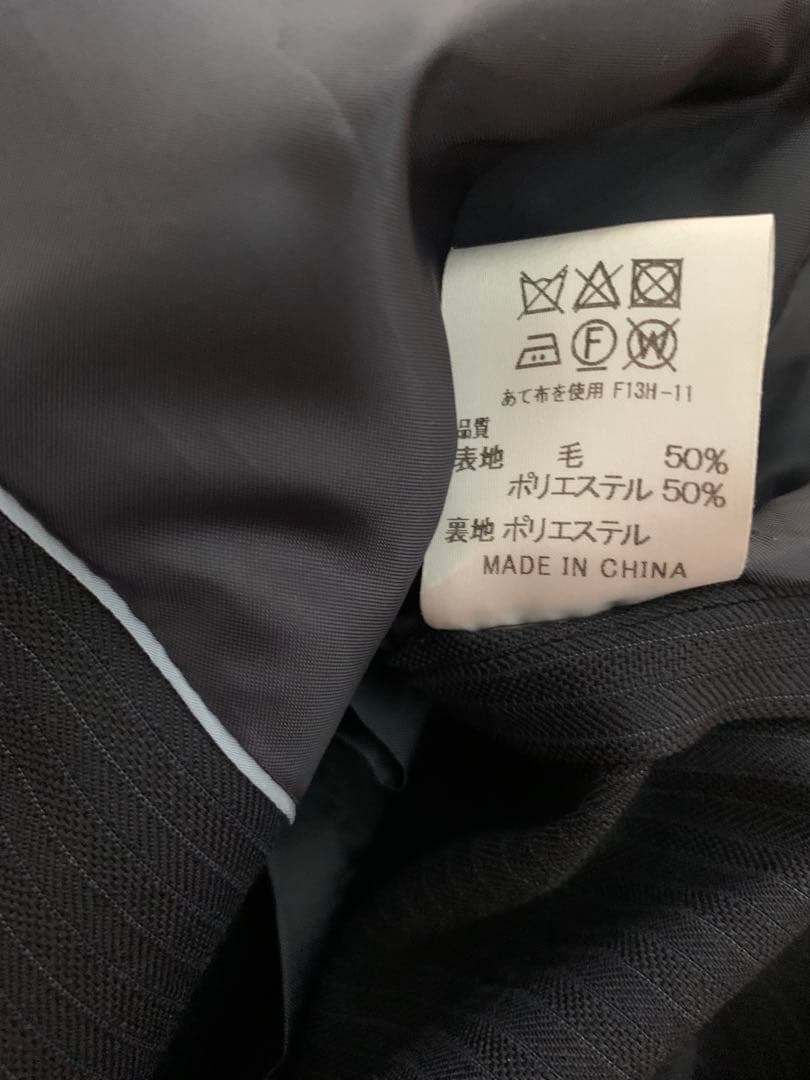 F
W
あて布を使用 F13H-11
品質
表地 毛 50%
ポリエステル 50%
裏地 ポリエステル
MADE IN CHINA